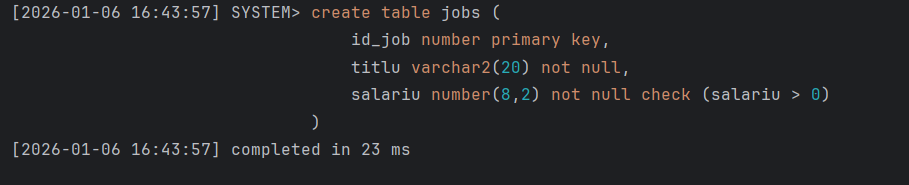 [2026-01-06 16:43:57] SYSTEM> create table jobs (
id_job number primary key,
titlu varchar2(20) not null,
salariu number(8,2) not null check (salariu > 0)
)
[2026-01-06 16:43:57] completed in 23 ms